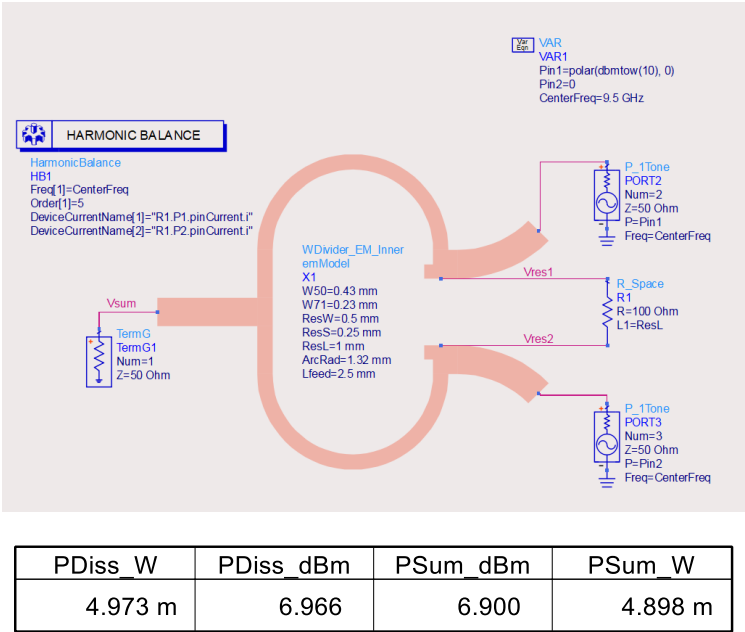 Var
Eqn
VAR
VAR1
Pin1=polar(dbmtow(10), 0)
Pin2=0
CenterFreq=9.5 GHz
HARMONIC BALANCE
HarmonicBalance
HB1
Freq[1]=CenterFreq
Order[1]=5
DeviceCurrentName[1]="R1.P1.pinCurrent.i"
DeviceCurrentName[2]="R1.P2.pinCurrent.i"
P_1Tone
PORT2
Num=2
Z=50 Ohm
P=Pin1
Freq=CenterFreq
WDivider_EM_Inner
emModel
X1
W50=0.43 mm
W71=0.23 mm
ResW=0.5 mm
ResS=0.25 mm
ResL=1 mm
ArcRad=1.32 mm
Lfeed=2.5 mm
Vres1
R_Space
R1
R=100 Ohm
L1=ResL
Vres2
Vsum
TermG
TermG1
Num=1
Z=50 Ohm
P_1Tone
PORT3
Num=3
Z=50 Ohm
P=Pin2
Freq=CenterFreq
PDiss_W PDiss_dBm PSum_dBm PSum_W
4.973 m 6.966 6.900 4.898 m